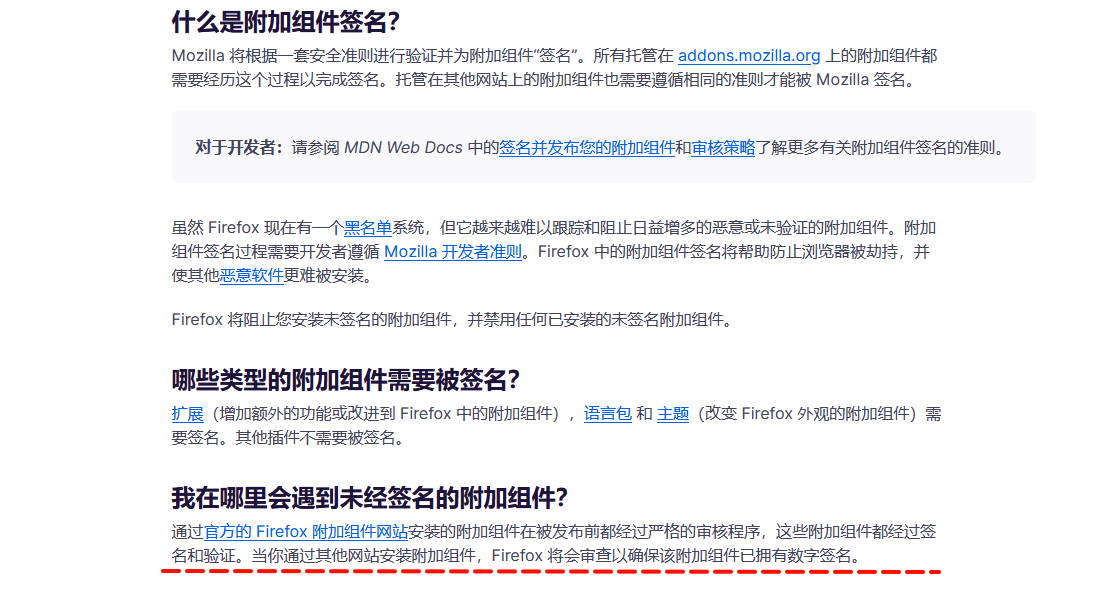 什么是附加组件签名？
Mozilla 将根据一套安全准则进行验证并为附加组件“签名”。所有托管在 addons.mozilla.org 上的附加组件都
需要经历这个过程以完成签名。托管在其他网站上的附加组件也需要遵循相同的准则才能被 Mozilla 签名。
对于开发者：请参阅 MDN Web Docs 中的签名并发布您的附加组件和审核策略了解更多有关附加组件签名的准则。
虽然 Firefox 现在有一个黑名单系统，但它越来越难以跟踪和阻止日益增多的恶意或未验证的附加组件。附加
组件签名过程需要开发者遵循 Mozilla 开发者准则。Firefox 中的附加组件签名将帮助防止浏览器被劫持，并
使其他恶意软件更难被安装。
Firefox 将阻止您安装未签名的附加组件，并禁用任何已安装的未签名附加组件。
哪些类型的附加组件需要被签名？
扩展（增加额外的功能或改进到 Firefox 中的附加组件），语言包 和 主题（改变 Firefox 外观的附加组件）需
要签名。其他插件不需要被签名。
我在哪里会遇到未经签名的附加组件？
通过官方的 Firefox 附加组件网站安装的附加组件在被发布前都经过严格的审核程序，这些附加组件都经过签
名和验证。当你通过其他网站安装附加组件，Firefox 将会审查以确保该附加组件已拥有数字签名。